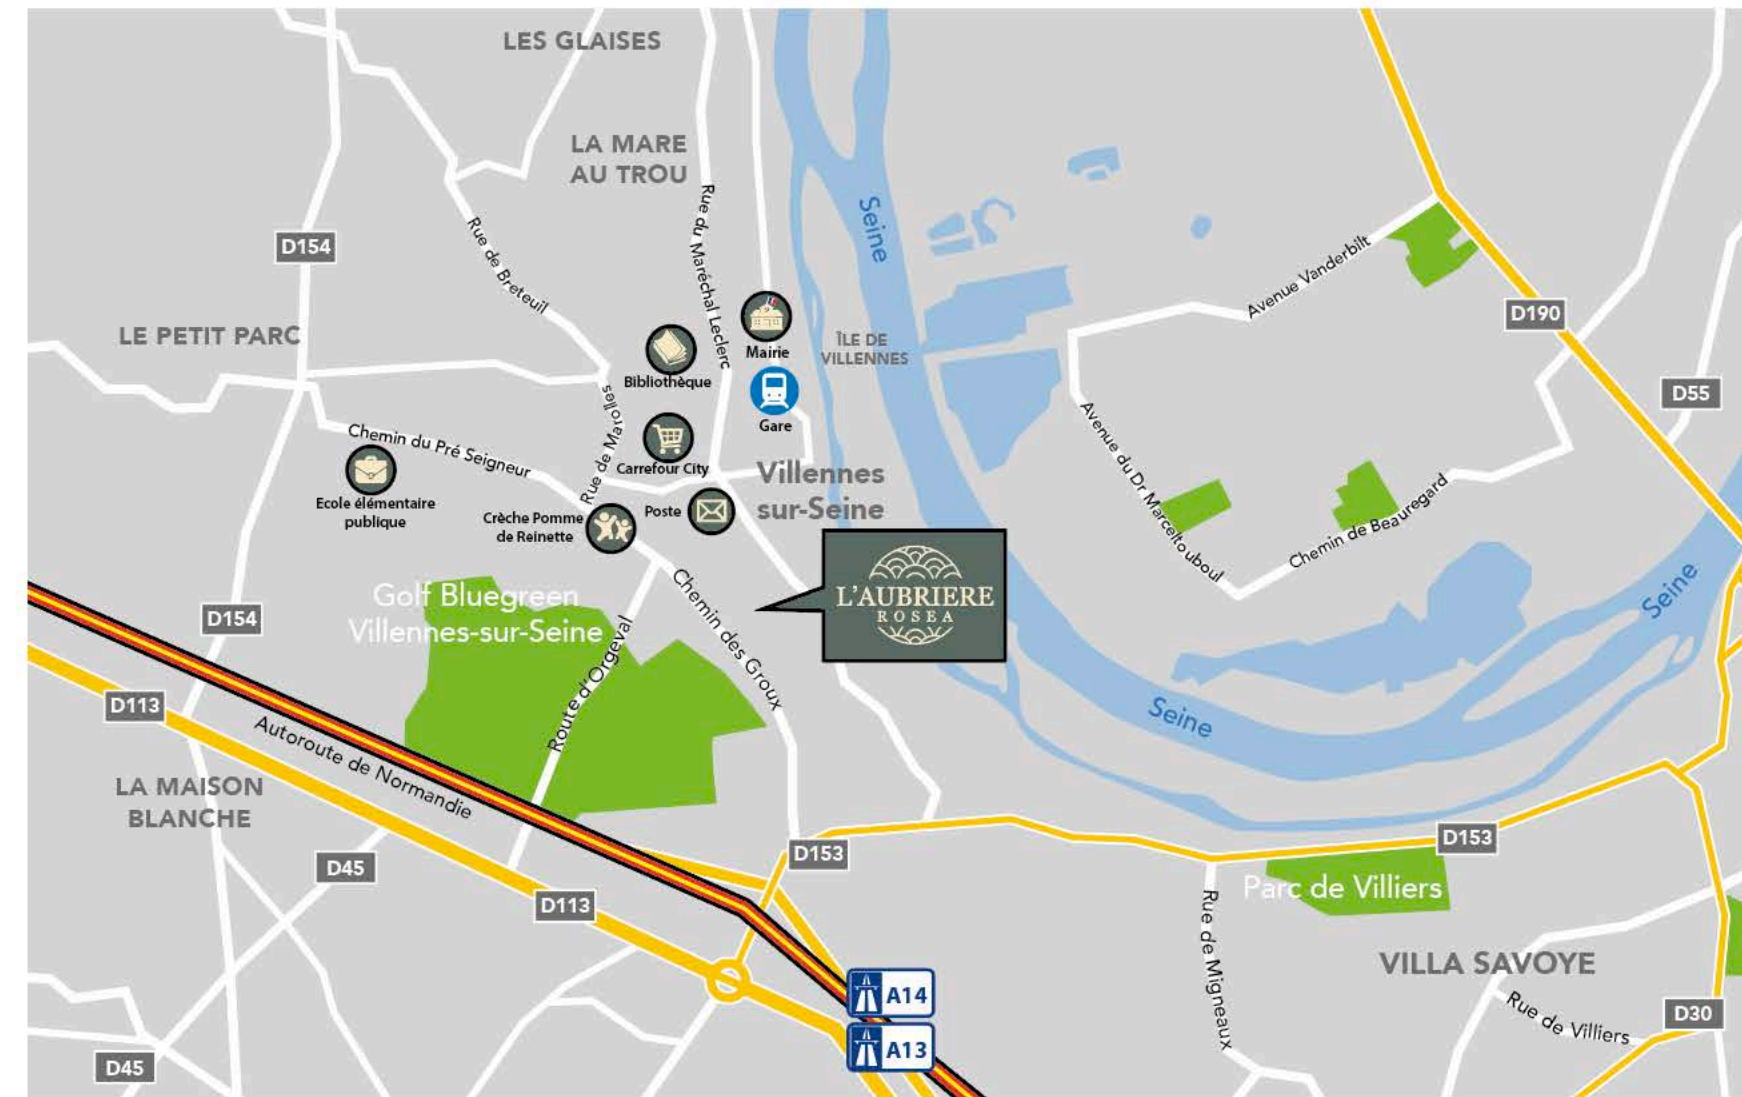 LES GLAISES
LA MARE
AU TROU
Rue du Maréchal Leclerc
Seine
D154
Rue de Breteuil
Avenue Vanderbilt
D190
LE PETIT PARC
Mairie
ÎLE DE
VILLENNES
Bibliothèque
D55
Gare
Rue de Marolles
Chemin du Pré Seigneur
Carrefour City
Avenue du Dr Marceltouboul
Villennes
sur-Seine
Ecole élémentaire
publique
Poste
Crèche Pomme
de Reinette
Chemin de Beauregard
L'AUBRIERE
ROSEA
Golf Bluegreen
Villennes-sur-Seine
Chemin des Groux
Seine
D154
Route d'Orgeval
D113
Seine
Autoroute de Normandie
LA MAISON
BLANCHE
D153
D153
D45
Parc de Villiers
D113
Rue de Migneaux
VILLA SAVOYE
A14
D30
Rue de Villiers
A13
D45